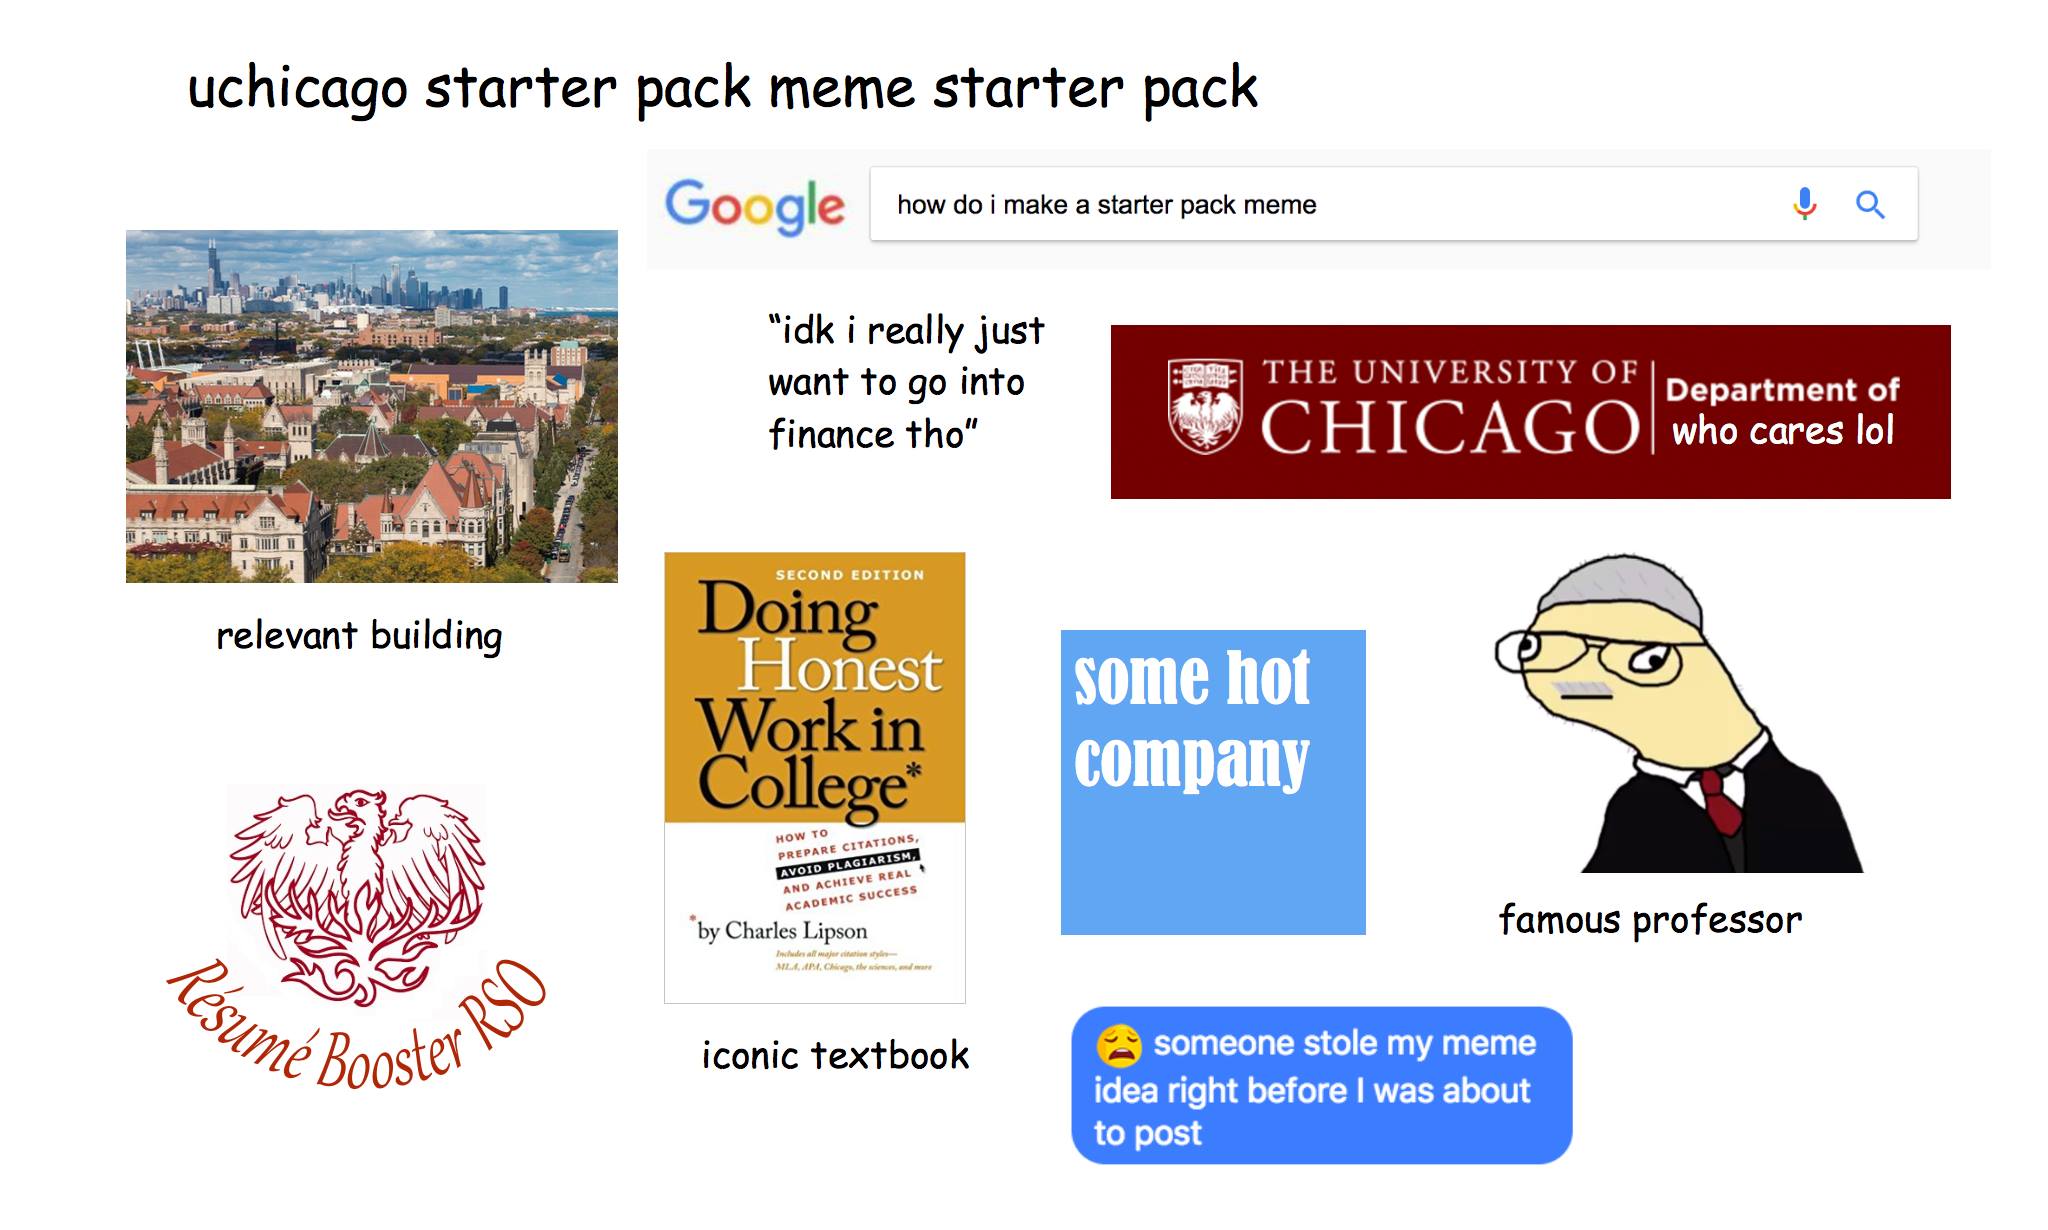 uchicago starter pack meme starter pack
Google
how do i make a starter pack meme
“idk i really just
want to go into
finance tho”
THE UNIVERSITY OF
CHICAGO
Department of
who cares lol
relevant building
SECOND EDITION
Doing
Honest
Work in
College*
HOW TO
PREPARE CITATIONS,
AVOID PLAGIARISM,
AND ACHIEVE REAL
ACADEMIC SUCCESS
*by Charles Lipson
Includes all major citation styles—
MLA, APA, Chicago, the sciences, and more
iconic textbook
some hot
company
famous professor
Résumé Booster RSO
😩 someone stole my meme
idea right before I was about
to post